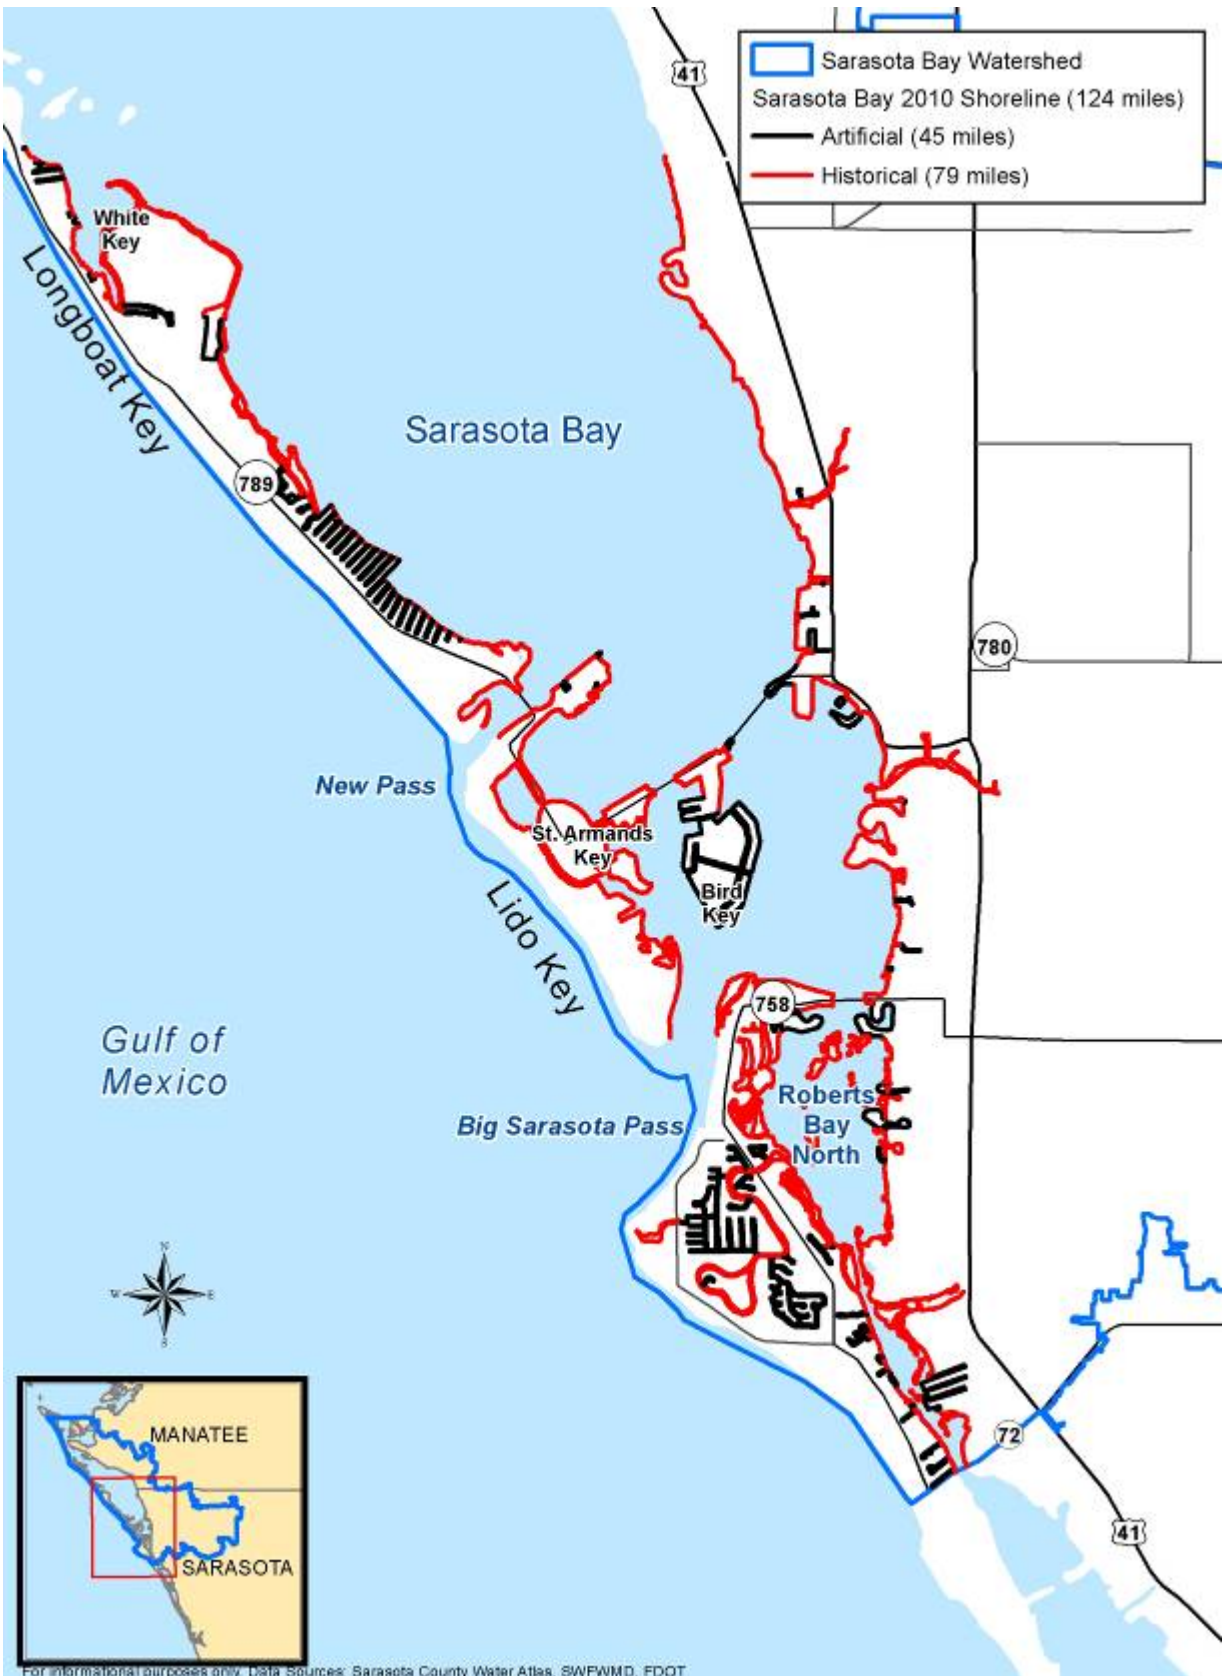 41
Sarasota Bay Watershed
Sarasota Bay 2010 Shoreline (124 miles)
Artificial (45 miles)
Historical (79 miles)
White
Key
Longboat Key
Sarasota Bay
789
780
New Pass
St. Armands
Key
Bird
Key
Lido Key
758
Gulf of
Mexico
Roberts
Bay
North
Big Sarasota Pass
N
W
E
S
MANATEE
SARASOTA
72
41
For informational purposes only. Data Sources: Sarasota County Water Atlas, SWFWMD, FDOT